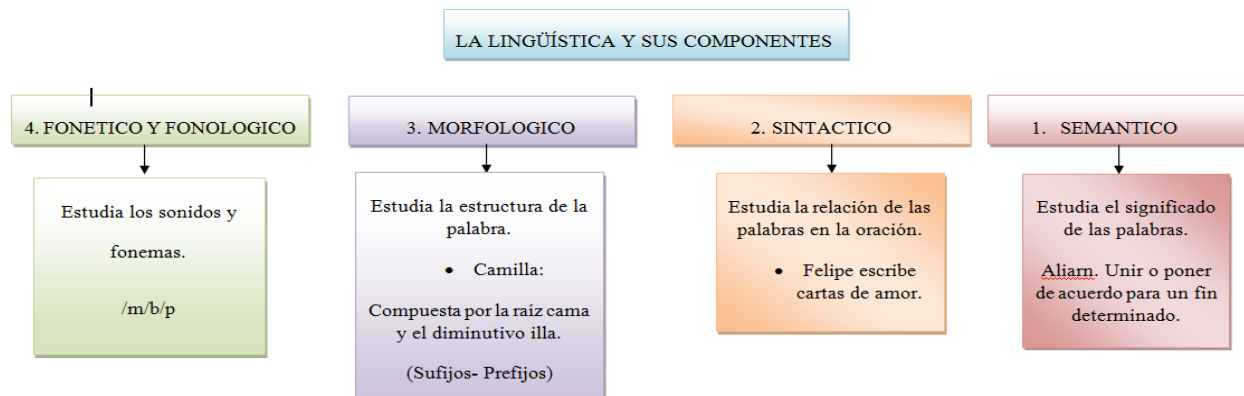 LA LINGÜÍSTICA Y SUS COMPONENTES
4. FONETICO Y FONOLOGICO
Estudia los sonidos y
fonemas.
/m/b/p
3. MORFOLOGICO
Estudia la estructura de la
palabra.
• Camilla:
Compuesta por la raíz cama
y el diminutivo illa.
(Sufijos- Prefijos)
2. SINTACTICO
Estudia la relación de las
palabras en la oración.
• Felipe escribe
cartas de amor.
1. SEMANTICO
Estudia el significado
de las palabras.
Aliarn. Unir o poner
de acuerdo para un fin
determinado.